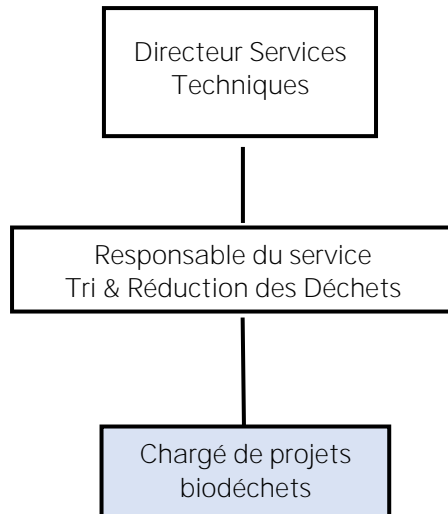 Directeur Services
Techniques
Responsable du service
Tri & Réduction des Déchets
Chargé de projets
biodéchets